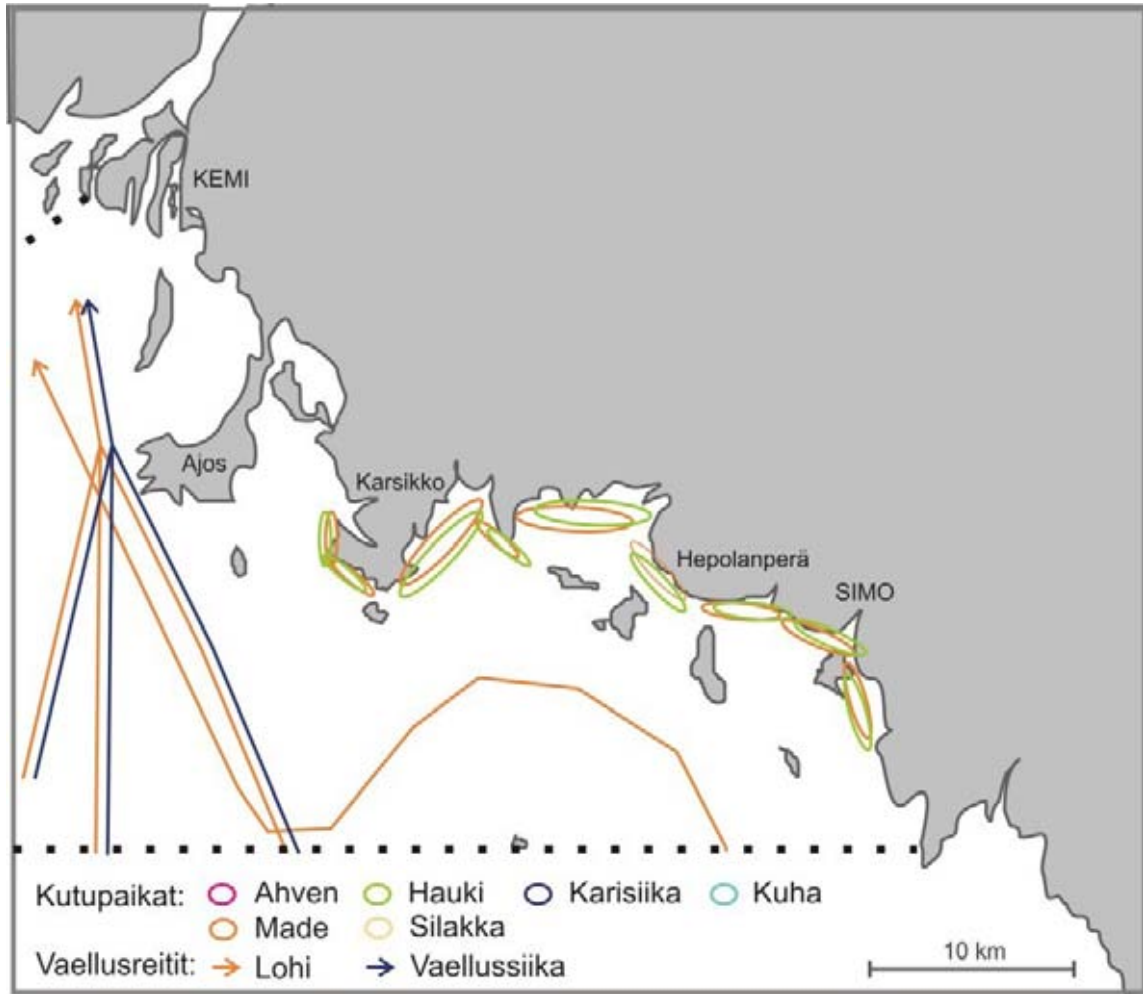 KEMI
Ajos
Karsikko
Hepolanperä
SIMO
Kutupaikat: Ahven Hauki Karisiika Kuha
Made Silakka
Vaellusreitit: Lohi Vaellussiika
10 km